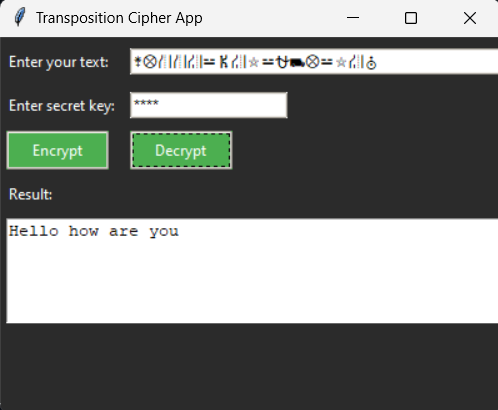 Transposition Cipher App
Enter your text:
Enter secret key: ****
Encrypt Decrypt
Result:
Hello how are you